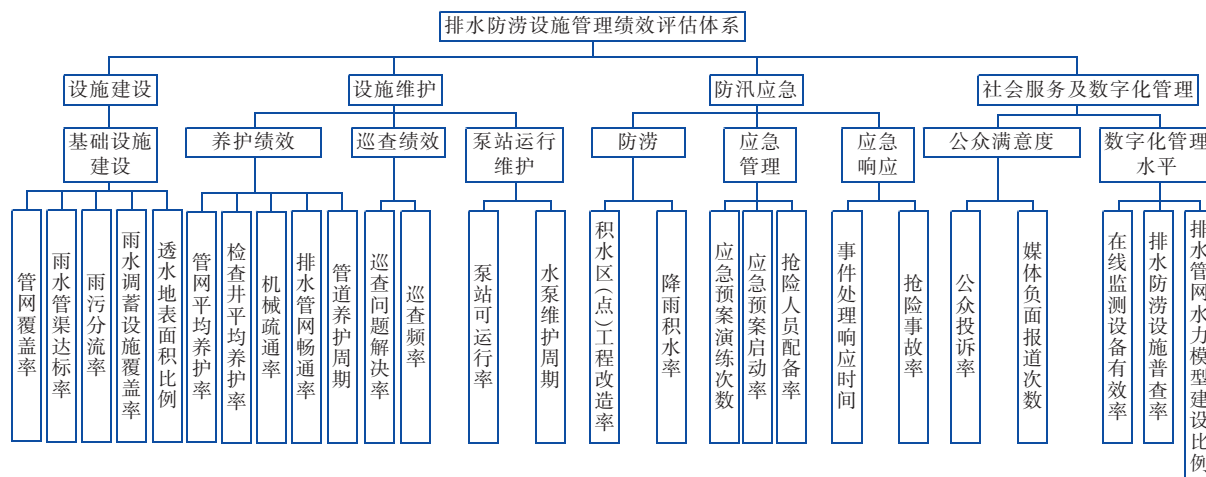 排水防涝设施管理绩效评估体系
设施建设
设施维护
防汛应急
社会服务及数字化管理
基础设施
建设
养护绩效
巡查绩效
泵站运行
维护
防涝
应急
管理
应急
响应
公众满意度
数字化管理
水平
管网覆盖率
雨水管渠达标率
雨污分流率
雨水调蓄设施覆盖率
透水地表面积比例
管网平均养护率
检查井平均养护率
机械疏通率
排水管网畅通率
管道养护周期
巡查问题解决率
巡查频率
泵站可运行率
水泵维护周期
积水区(点)工程改造率
降雨积水率
应急预案演练次数
应急预案启动率
抢险人员配备率
事件处理响应时间
抢险事故率
公众投诉率
媒体负面报道次数
在线监测设备有效率
排水防涝设施普查率
排水管网水力模型建设比例